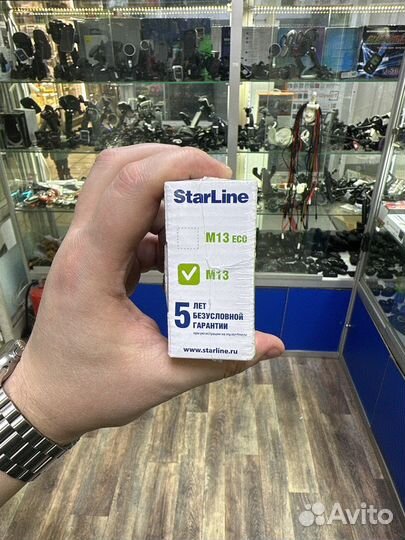 StarLine
M13 ECO
M13
5 ЛЕТ
БЕЗУСЛОВНОЙ
ГАРАНТИИ
www.starline.ru
Avito